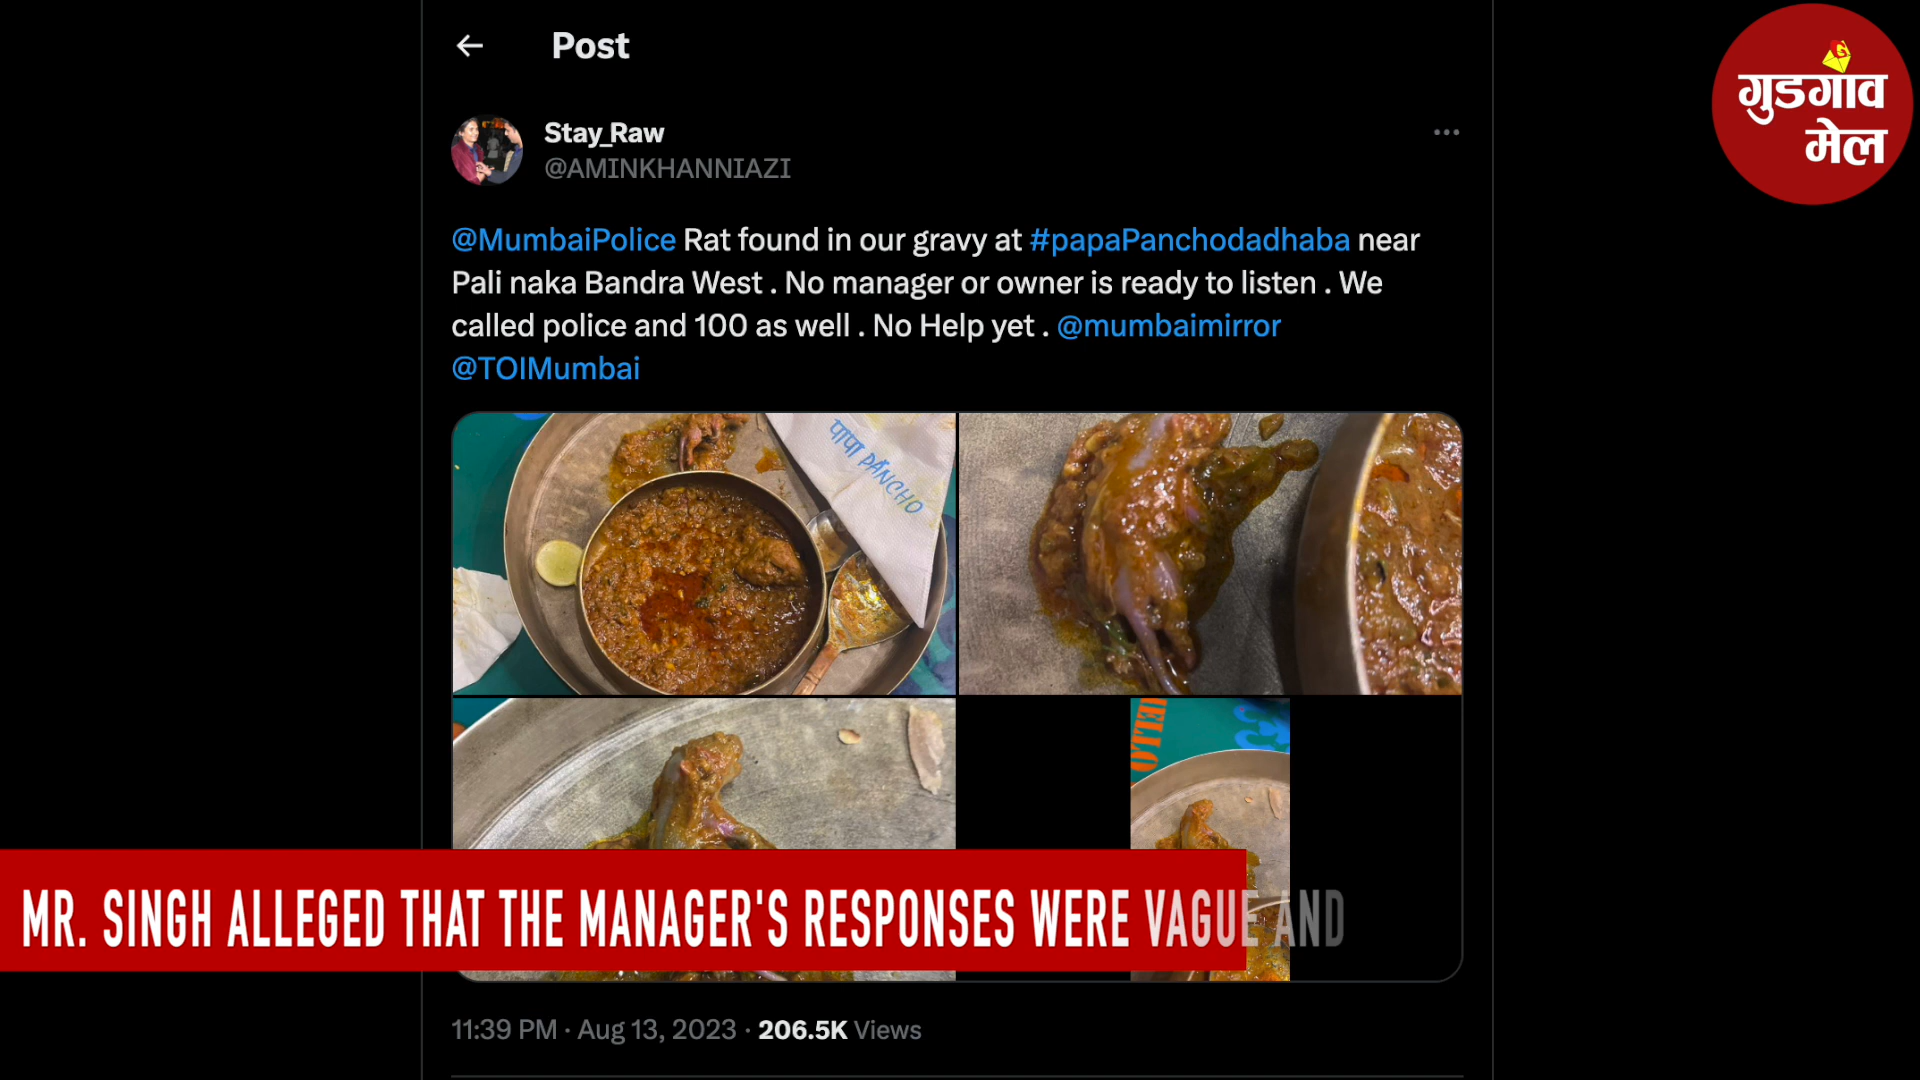 Post
गुडगांव
मेल
Stay_Raw
@AMINKHANNIAZI
@MumbaiPolice Rat found in our gravy at #papaPanchodadhaba near
Pali naka Bandra West . No manager or owner is ready to listen . We
called police and 100 as well . No Help yet . @mumbaimirror
@TOIMumbai
पापा PANCHO
HELLO
MR. SINGH ALLEGED THAT THE MANAGER'S RESPONSES WERE VAGUE AND
11:39 PM · Aug 13, 2023 · 206.5K Views